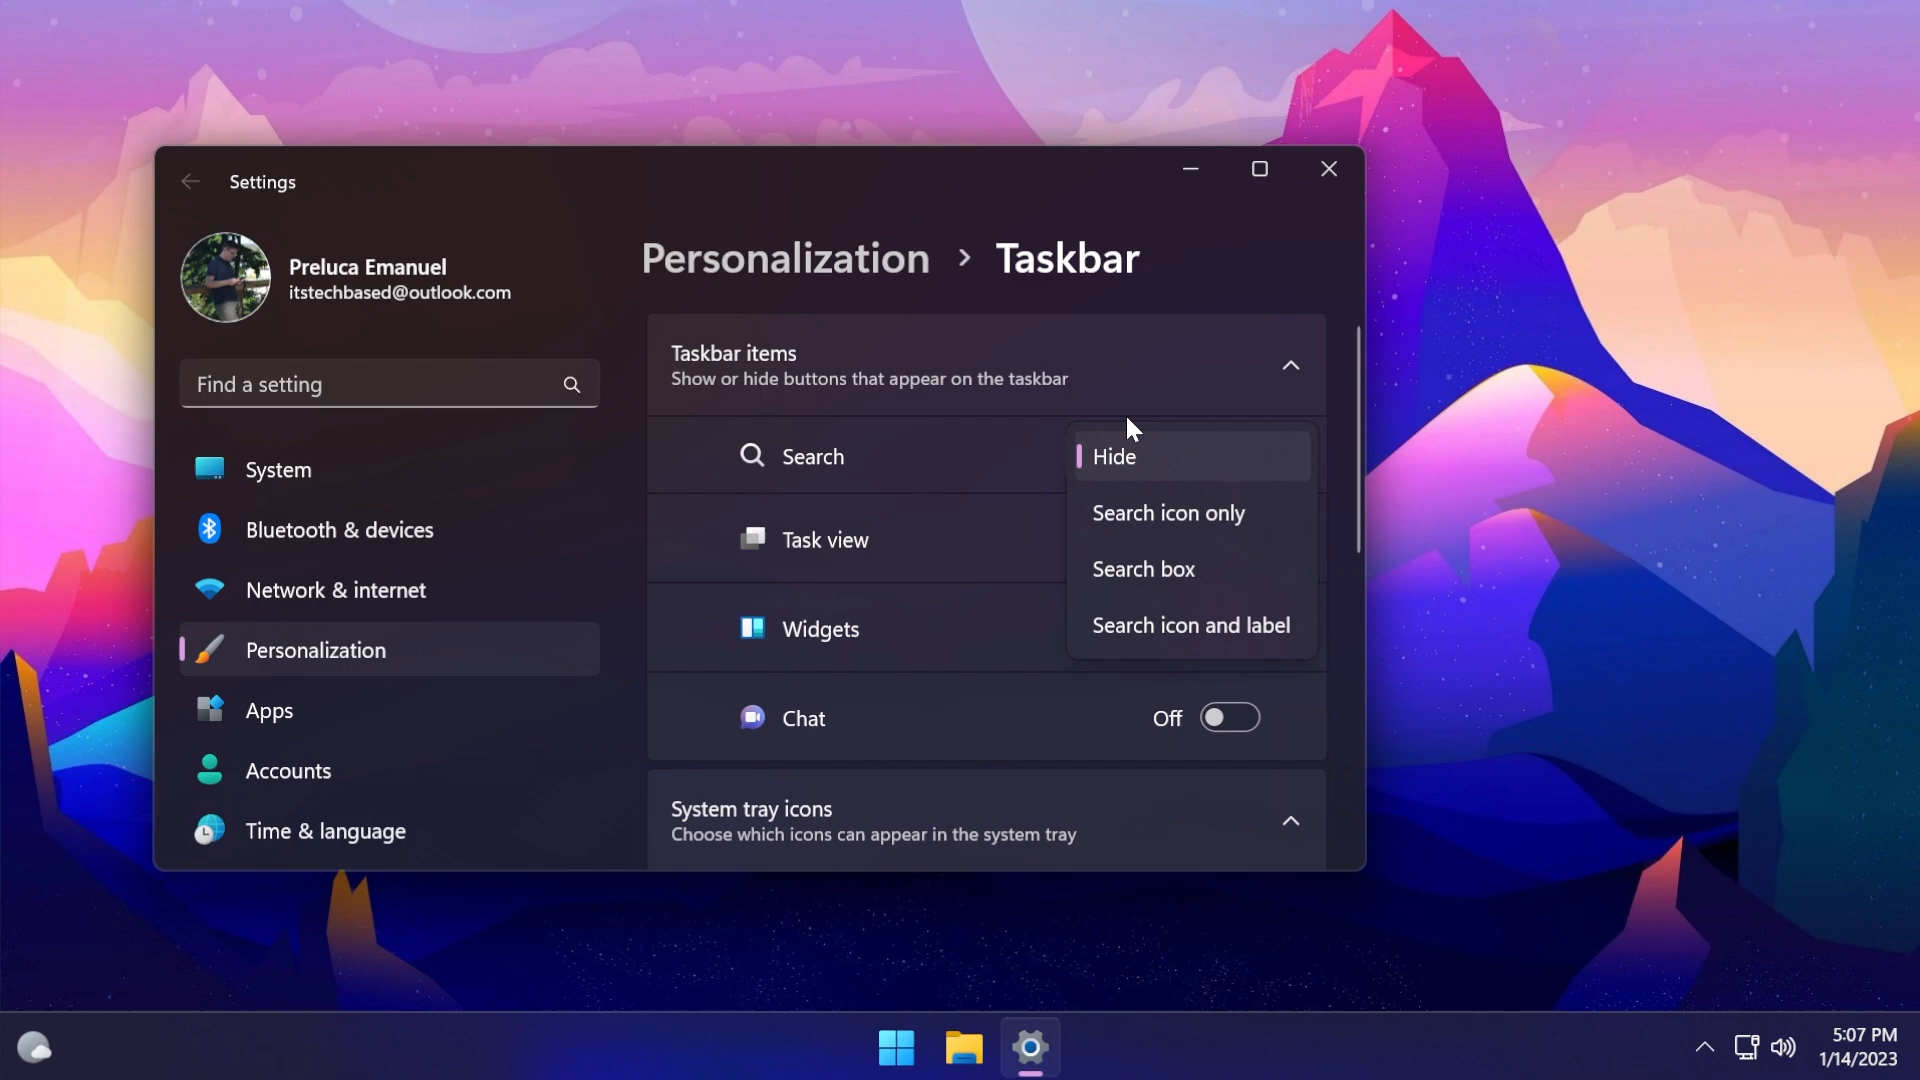 Settings
Preluca Emanuel
itstechbased@outlook.com
Find a setting
System
Bluetooth & devices
Network & internet
Personalization
Apps
Accounts
Time & language
Personalization > Taskbar
Taskbar items
Show or hide buttons that appear on the taskbar
Search
Hide
Search icon only
Search box
Search icon and label
Task view
Widgets
Chat
Off
System tray icons
Choose which icons can appear in the system tray
5:07 PM
1/14/2023